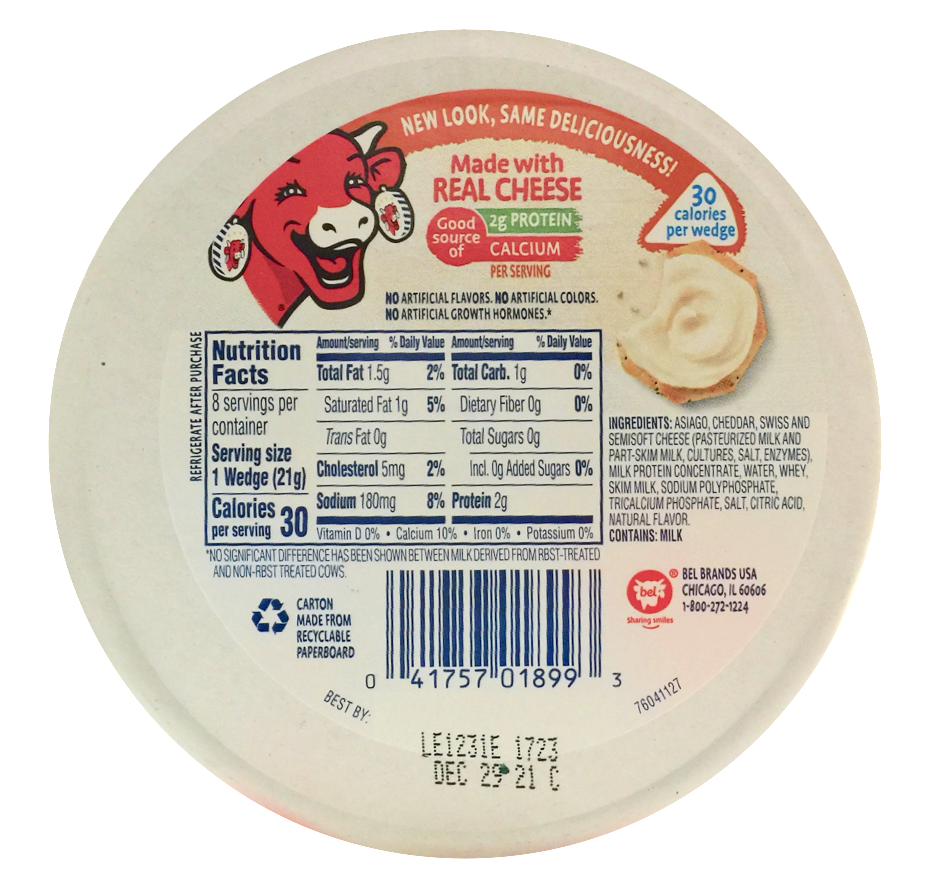 NEW LOOK, SAME DELICIOUSNESS!
Made with
REAL CHEESE
Good
source
of
2g PROTEIN
CALCIUM
PER SERVING
30
calories
per wedge
NO ARTIFICIAL FLAVORS. NO ARTIFICIAL COLORS.
NO ARTIFICIAL GROWTH HORMONES.*
REFRIGERATE AFTER PURCHASE
Nutrition
Facts
8 servings per
container
Serving size
1 Wedge (21g)
Calories
per serving 30
Amount/serving % Daily Value
Total Fat 1.5g 2%
Saturated Fat 1g 5%
Trans Fat 0g
Cholesterol 5mg 2%
Sodium 180mg 8%
Amount/serving % Daily Value
Total Carb. 1g 0%
Dietary Fiber 0g 0%
Total Sugars 0g
Incl. 0g Added Sugars 0%
Protein 2g
Vitamin D 0% • Calcium 10% • Iron 0% • Potassium 0%
*NO SIGNIFICANT DIFFERENCE HAS BEEN SHOWN BETWEEN MILK DERIVED FROM RBST-TREATED
AND NON-RBST TREATED COWS.
INGREDIENTS: ASIAGO, CHEDDAR, SWISS AND
SEMISOFT CHEESE (PASTEURIZED MILK AND
PART-SKIM MILK, CULTURES, SALT, ENZYMES),
MILK PROTEIN CONCENTRATE, WATER, WHEY,
SKIM MILK, SODIUM POLYPHOSPHATE,
TRICALCIUM PHOSPHATE, SALT, CITRIC ACID,
NATURAL FLAVOR.
CONTAINS: MILK
CARTON
MADE FROM
RECYCLABLE
PAPERBOARD
0 41757 01899 3
bel
®
Sharing smiles
BEL BRANDS USA
CHICAGO, IL 60606
1-800-272-1224
BEST BY:
76041127
LE1231E 1723
DEC 29 21 C